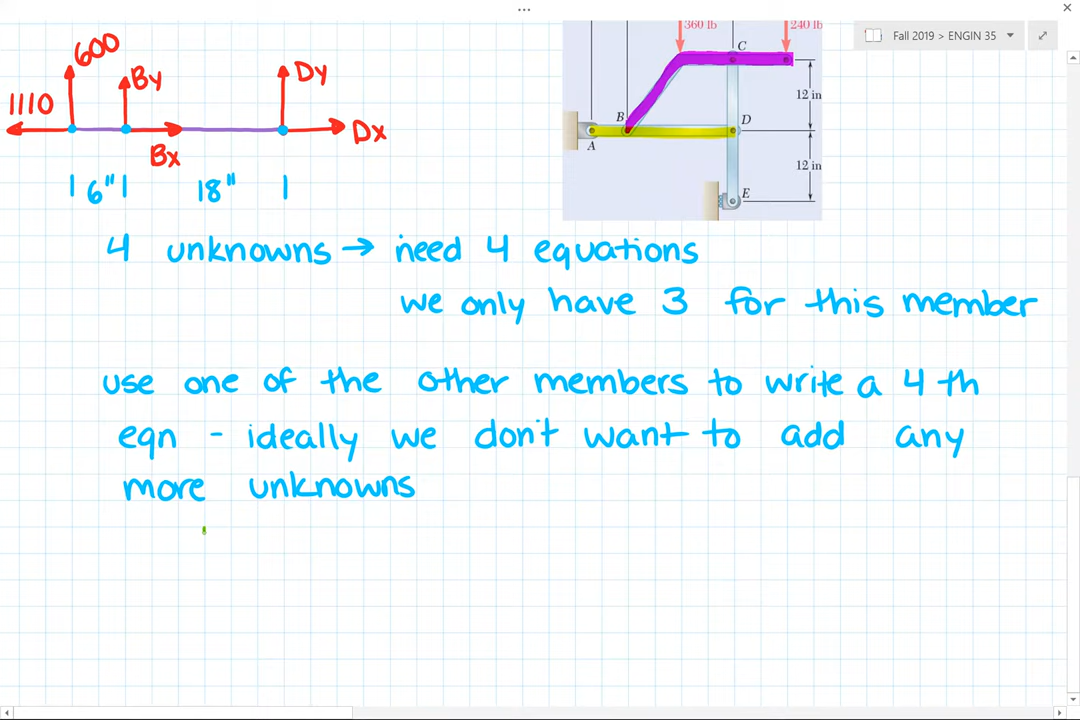 Fall 2019 > ENGIN 35
600
By
Dy
1110
Bx
Dx
6"
18"
360 lb
240 lb
C
12 in
B
D
A
12 in
E
4 unknowns → need 4 equations
we only have 3 for this member
use one of the other members to write a 4th
eqn - ideally we don't want to add any
more unknowns